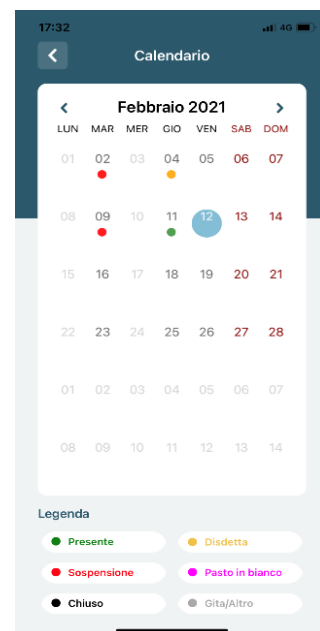 17:32 4G
Calendario
Febbraio 2021
LUN MAR MER GIO VEN SAB DOM
01 02 03 04 05 06 07
08 09 10 11 12 13 14
15 16 17 18 19 20 21
22 23 24 25 26 27 28
01 02 03 04 05 06 07
08 09 10 11 12 13 14
Legenda
Presente Disdetta
Sospensione Pasto in bianco
Chiuso Gita/Altro